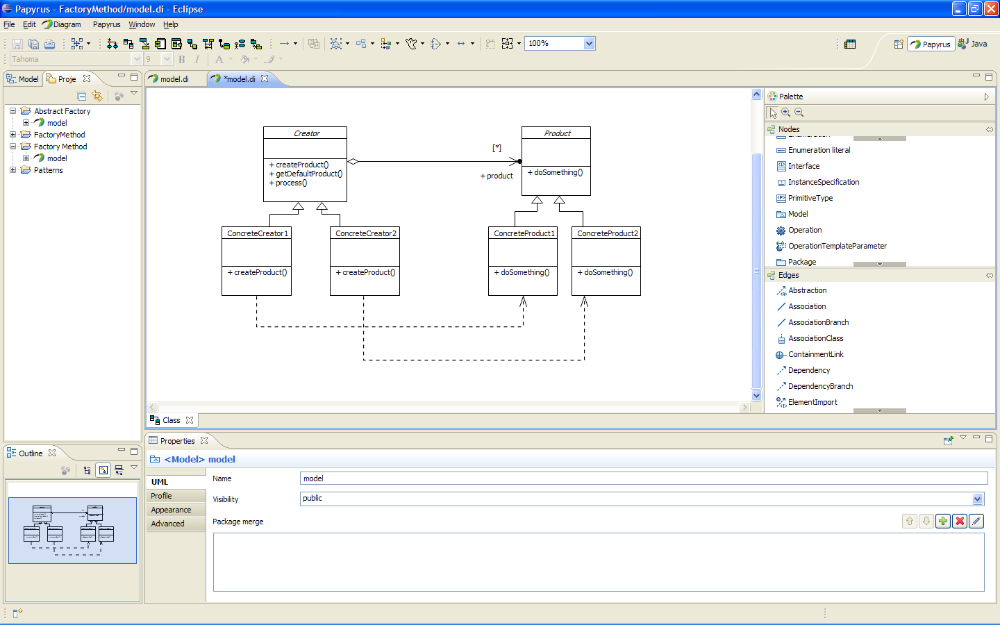 Papyrus - FactoryMethod/model.di - Eclipse
File Edit Diagram Papyrus Window Help
100%
Papyrus Java
Tahoma 9 B I A
Model Proje
model.di *model.di
Abstract Factory
model
FactoryMethod
Factory Method
model
Patterns
Creator
+ createProduct()
+ getDefaultProduct()
+ process()
[*]
+ product
Product
+ doSomething()
ConcreteCreator1
+ createProduct()
ConcreteCreator2
+ createProduct()
ConcreteProduct1
+ doSomething()
ConcreteProduct2
+ doSomething()
Class
Palette
Nodes
Enumeration
Enumeration literal
Interface
InstanceSpecification
PrimitiveType
Model
Operation
OperationTemplateParameter
Package
Edges
Abstraction
Association
AssociationBranch
AssociationClass
ContainmentLink
Dependency
DependencyBranch
ElementImport
Outline
Properties
<Model> model
UML
Profile
Appearance
Advanced
Name model
Visibility public
Package merge